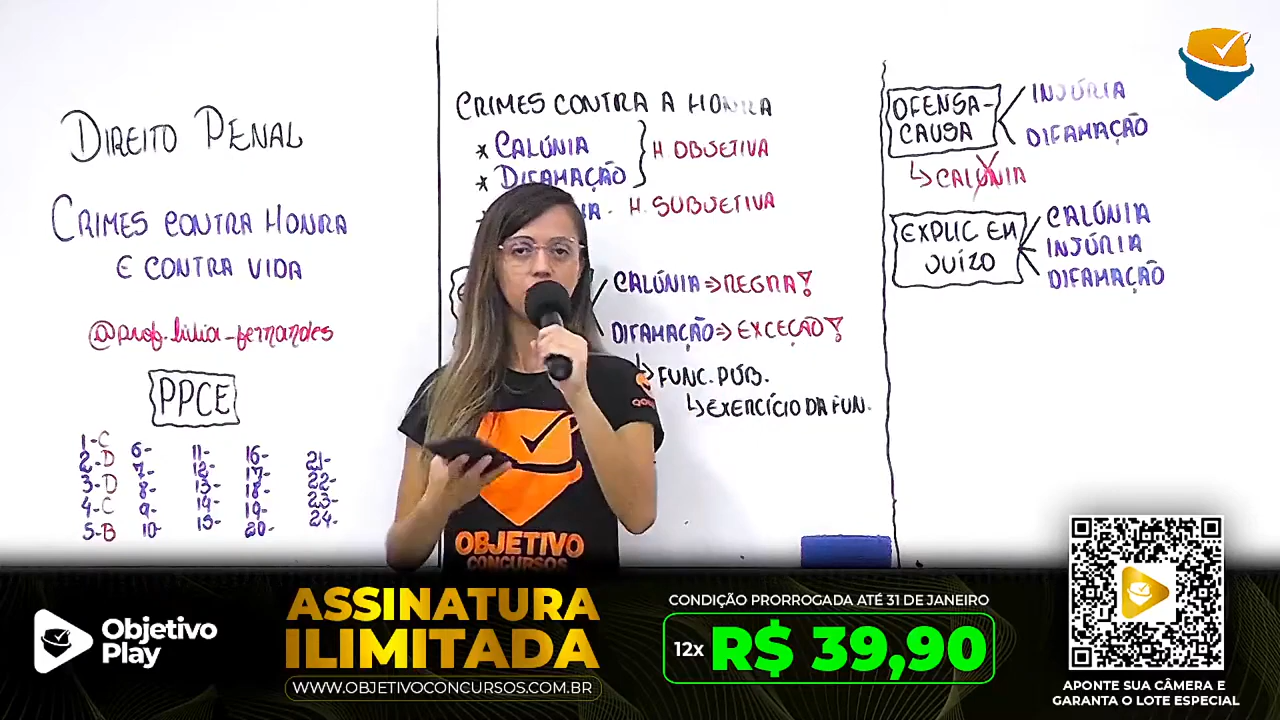 DIREITO PENAL
CRIMES CONTRA HONRA
E CONTRA VIDA
@prof.lilia_fernandes
PPCE
1-C 6- 11- 16- 21-
2-D 7- 12- 17- 22-
3-D 8- 13- 18- 23-
4-C 9- 14- 19- 24-
5-B 10- 15- 20-
CRIMES CONTRA A HONRA
* CALÚNIA
* DIFAMAÇÃO
H. OBJETIVA
H. SUBJETIVA
CALÚNIA => REGRA!
DIFAMAÇÃO => EXCEÇÃO!
FUNC. PÚB.
EXERCÍCIO DA FUN.
OFENSA-
CAUSA
INJÚRIA
DIFAMAÇÃO
CALÚNIA
EXPLIC EM
JUÍZO
CALÚNIA
INJÚRIA
DIFAMAÇÃO
OBJETIVO
CONCURSOS
Objetivo
Play
ASSINATURA
ILIMITADA
WWW.OBJETIVOCONCURSOS.COM.BR
CONDIÇÃO PRORROGADA ATÉ 31 DE JANEIRO
12x R$ 39,90
APONTE SUA CÂMERA E
GARANTA O LOTE ESPECIAL